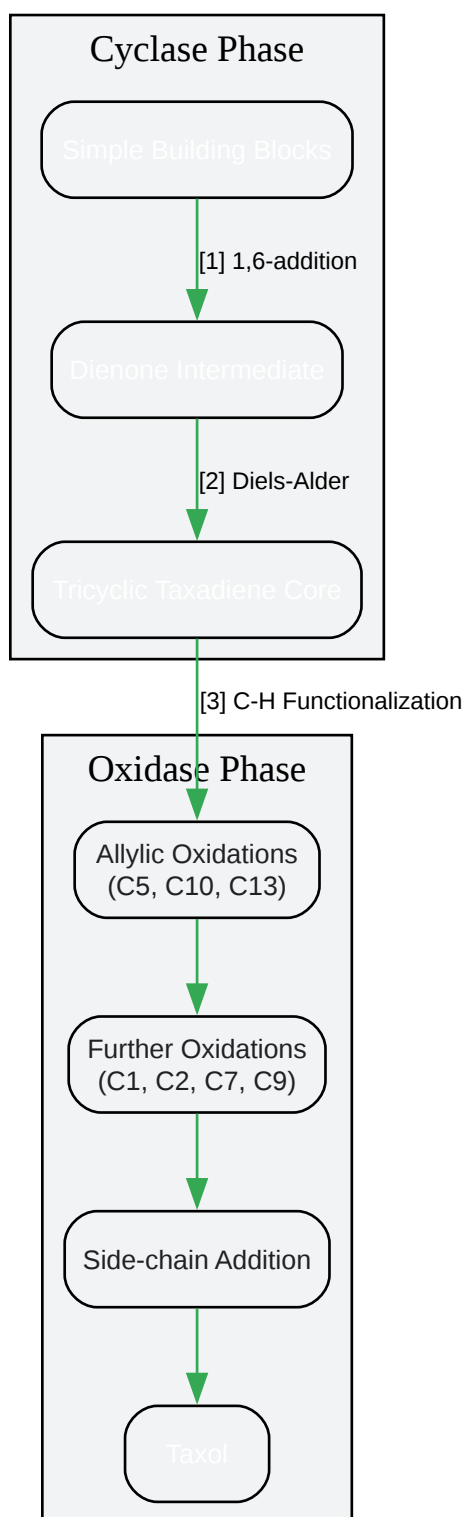 Cyclase Phase
Simple Building Blocks
[1] 1,6-addition
Dienone Intermediate
[2] Diels-Alder
Tricyclic Taxadiene Core
[3] C-H Functionalization
Oxidase Phase
Allylic Oxidations
(C5, C10, C13)
Further Oxidations
(C1, C2, C7, C9)
Side-chain Addition
Taxol